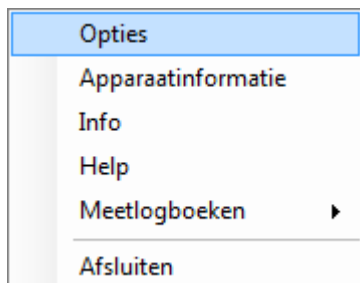 Opties
Apparaatinformatie
Info
Help
Meetlogboeken
Afsluiten